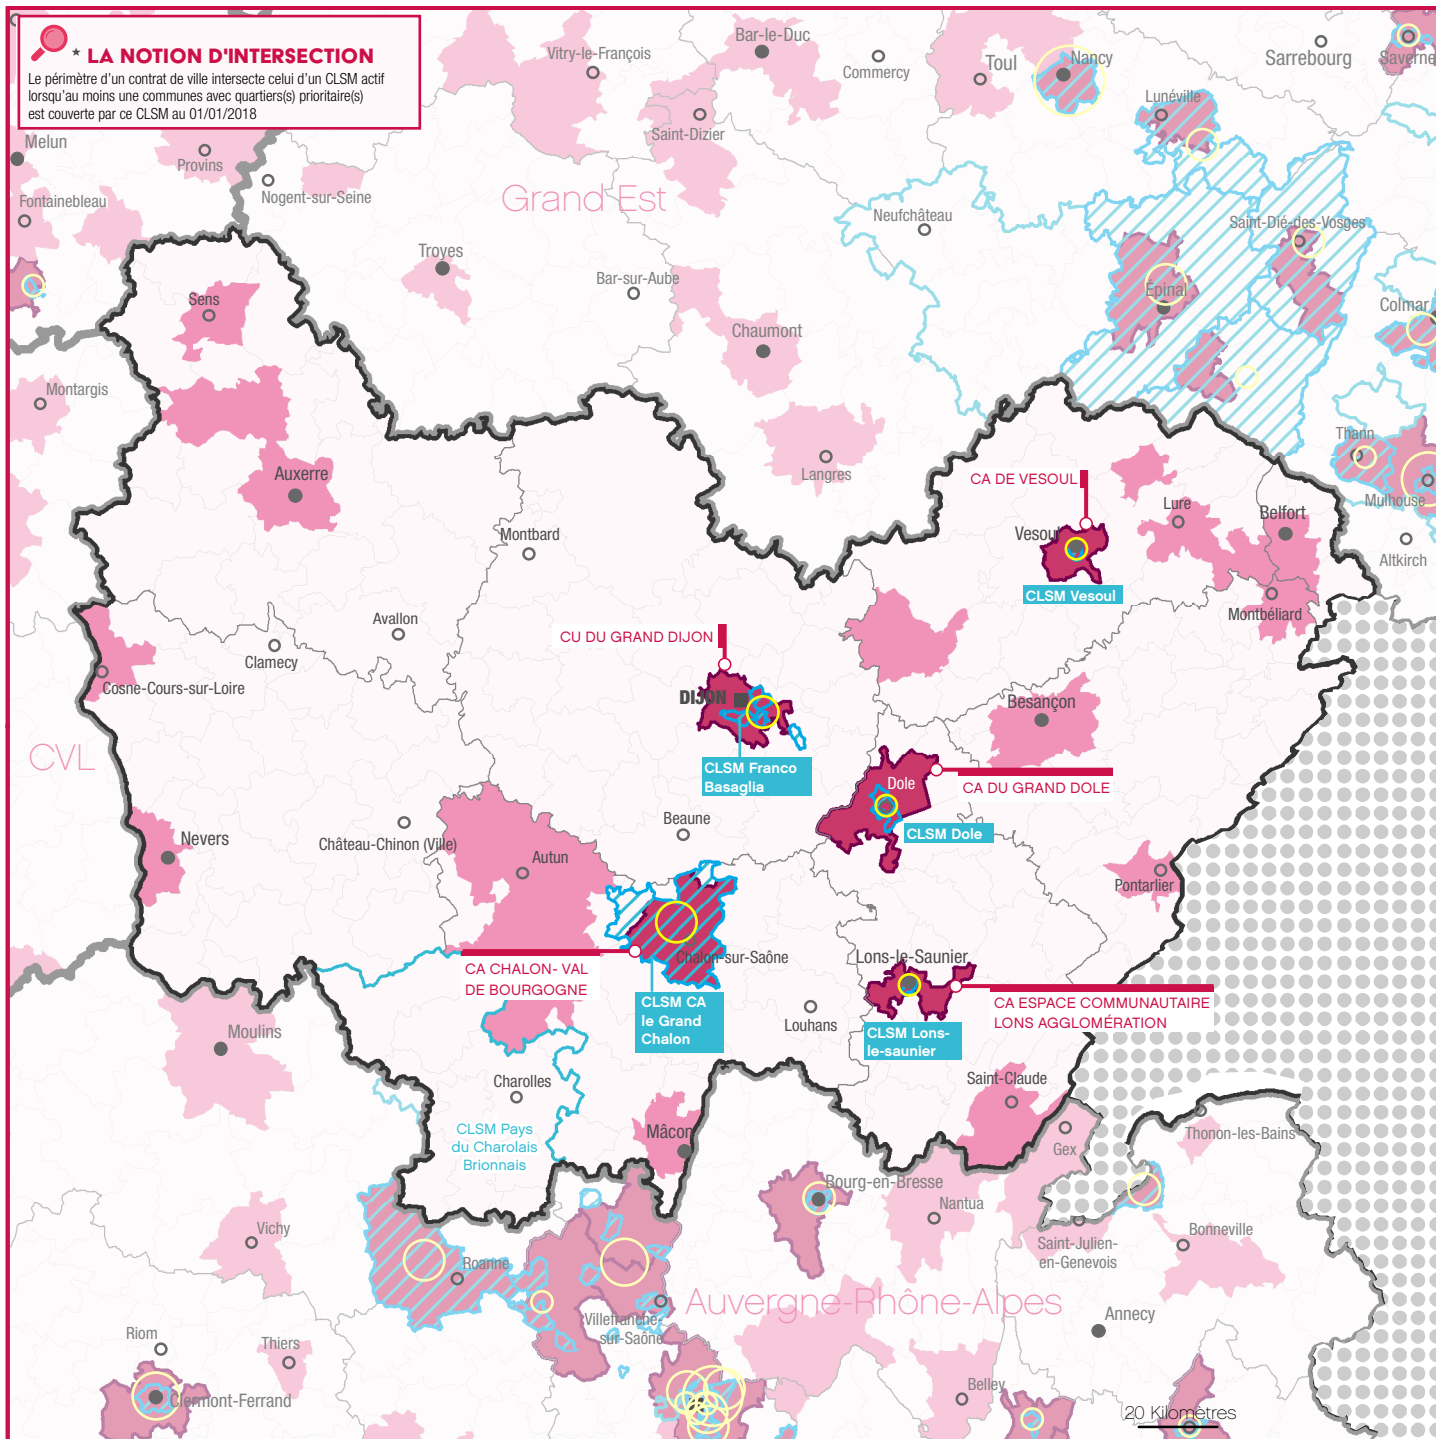 * LA NOTION D'INTERSECTION
Le périmètre d'un contrat de ville intersecte celui d'un CLSM actif
lorsqu'au moins une communes avec quartiers(s) prioritaire(s)
est couverte par ce CLSM au 01/01/2018
Bar-le-Duc
Vitry-le-François
Commercy
Toul
Nancy
Sarrebourg
Saverne
Lunéville
Saint-Dizier
Melun
Provins
Nogent-sur-Seine
Fontainebleau
Grand Est
Neufchâteau
Saint-Dié-des-Vosges
Troyes
Bar-sur-Aube
Épinal
Colmar
Sens
Chaumont
Montargis
Thann
Langres
Mulhouse
Auxerre
CA DE VESOUL
Lure
Belfort
Montbard
Vesoul
Altkirch
CLSM Vesoul
Montbéliard
Avallon
CU DU GRAND DIJON
Clamecy
Cosne-Cours-sur-Loire
DIJON
Besançon
CVL
CLSM Franco
Basaglia
Dole
CA DU GRAND DOLE
Beaune
CLSM Dole
Nevers
Château-Chinon (Ville)
Autun
Pontarlier
Chalon-sur-Saône
Lons-le-Saunier
CA CHALON- VAL
DE BOURGOGNE
CLSM CA
le Grand
Chalon
Louhans
CA ESPACE COMMUNAUTAIRE
LONS AGGLOMÉRATION
CLSM Lons-
le-saunier
Moulins
Charolles
Saint-Claude
CLSM Pays
du Charolais
Brionnais
Mâcon
Gex
Thonon-les-Bains
Bourg-en-Bresse
Nantua
Vichy
Bonneville
Saint-Julien-
en-Genevois
Roanne
Auvergne-Rhône-Alpes
Villefranche-
sur-Saône
Annecy
Riom
Thiers
Belley
Clermont-Ferrand
20 Kilomètres